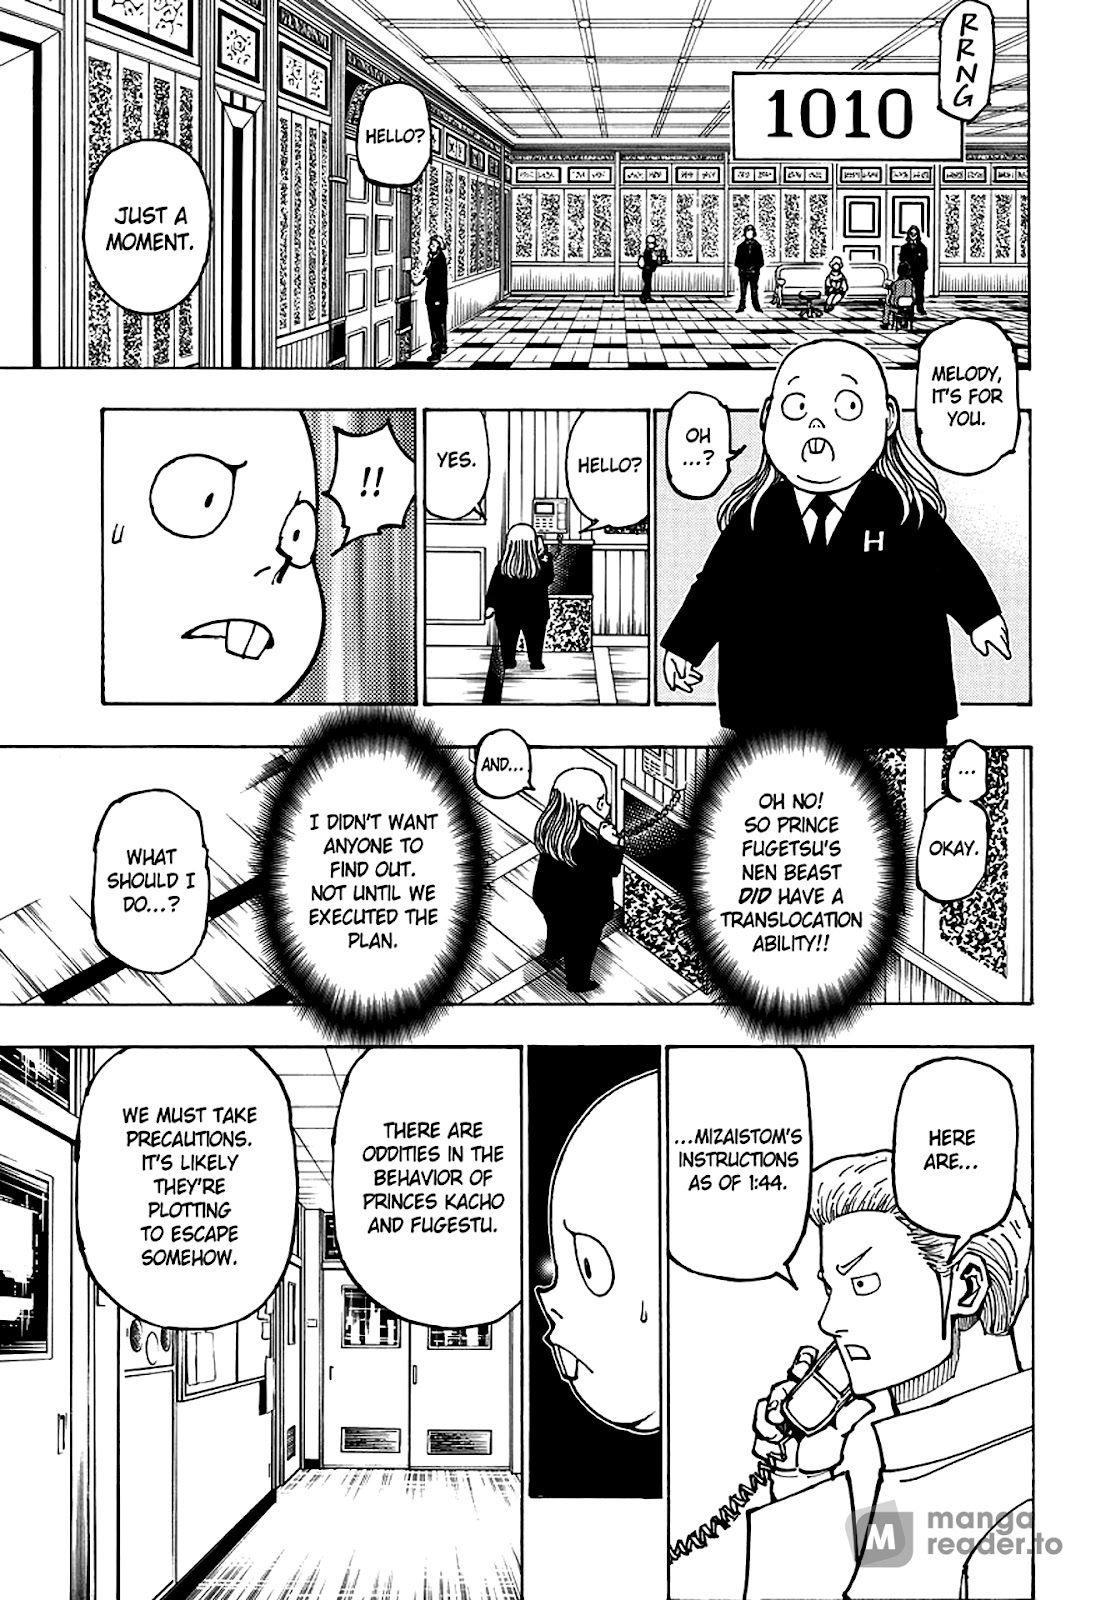 RRNG
1010
HELLO?
JUST A
MOMENT.
MELODY,
IT'S FOR
YOU.
OH
...?
H
HELLO?
YES.
!!
...
OKAY.
OH NO!
SO PRINCE
FUGETSU'S
NEN BEAST
DID HAVE A
TRANSLOCATION
ABILITY!!
AND...
I DIDN'T WANT
ANYONE TO
FIND OUT.
NOT UNTIL WE
EXECUTED THE
PLAN.
WHAT
SHOULD I
DO...?
HERE
ARE...
...MIZAISTOM'S
INSTRUCTIONS
AS OF 1:44.
THERE ARE
ODDITIES IN THE
BEHAVIOR OF
PRINCES KACHO
AND FUGESTU.
WE MUST TAKE
PRECAUTIONS.
IT'S LIKELY
THEY'RE
PLOTTING
TO ESCAPE
SOMEHOW.
M
manga
reader.to